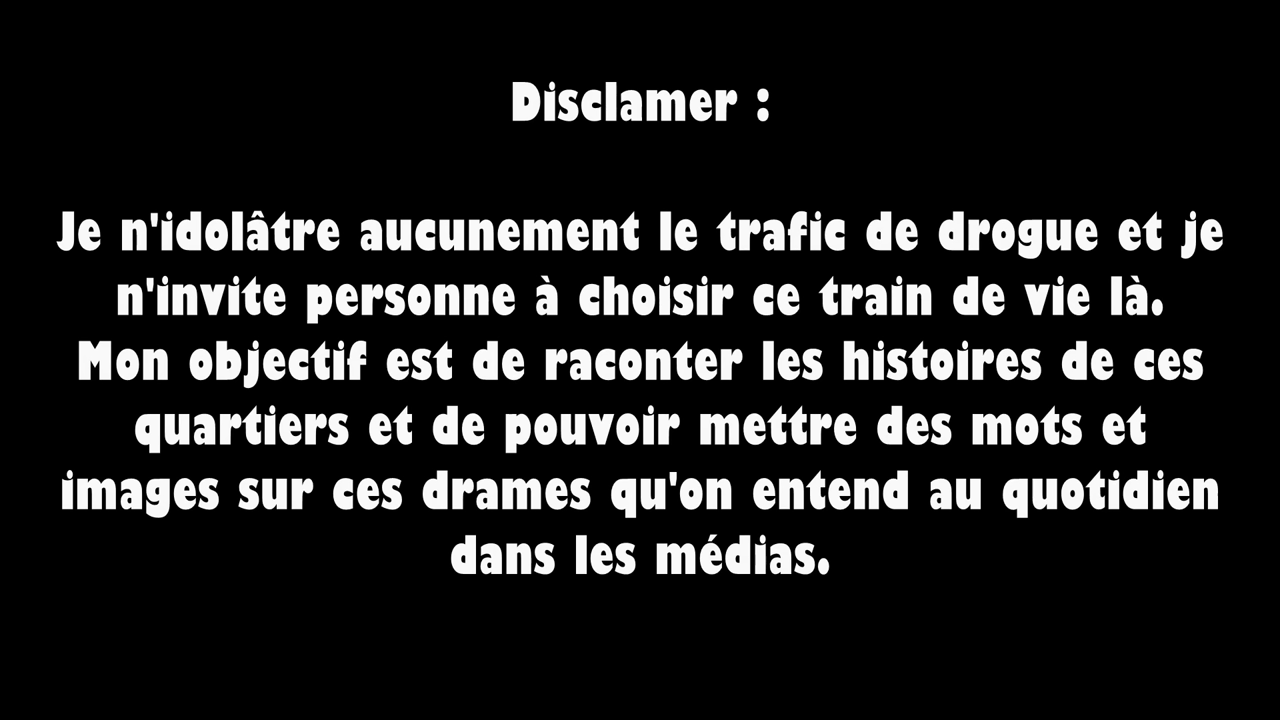 Disclamer :
Je n'idolâtre aucunement le trafic de drogue et je
n'invite personne à choisir ce train de vie là.
Mon objectif est de raconter les histoires de ces
quartiers et de pouvoir mettre des mots et
images sur ces drames qu'on entend au quotidien
dans les médias.